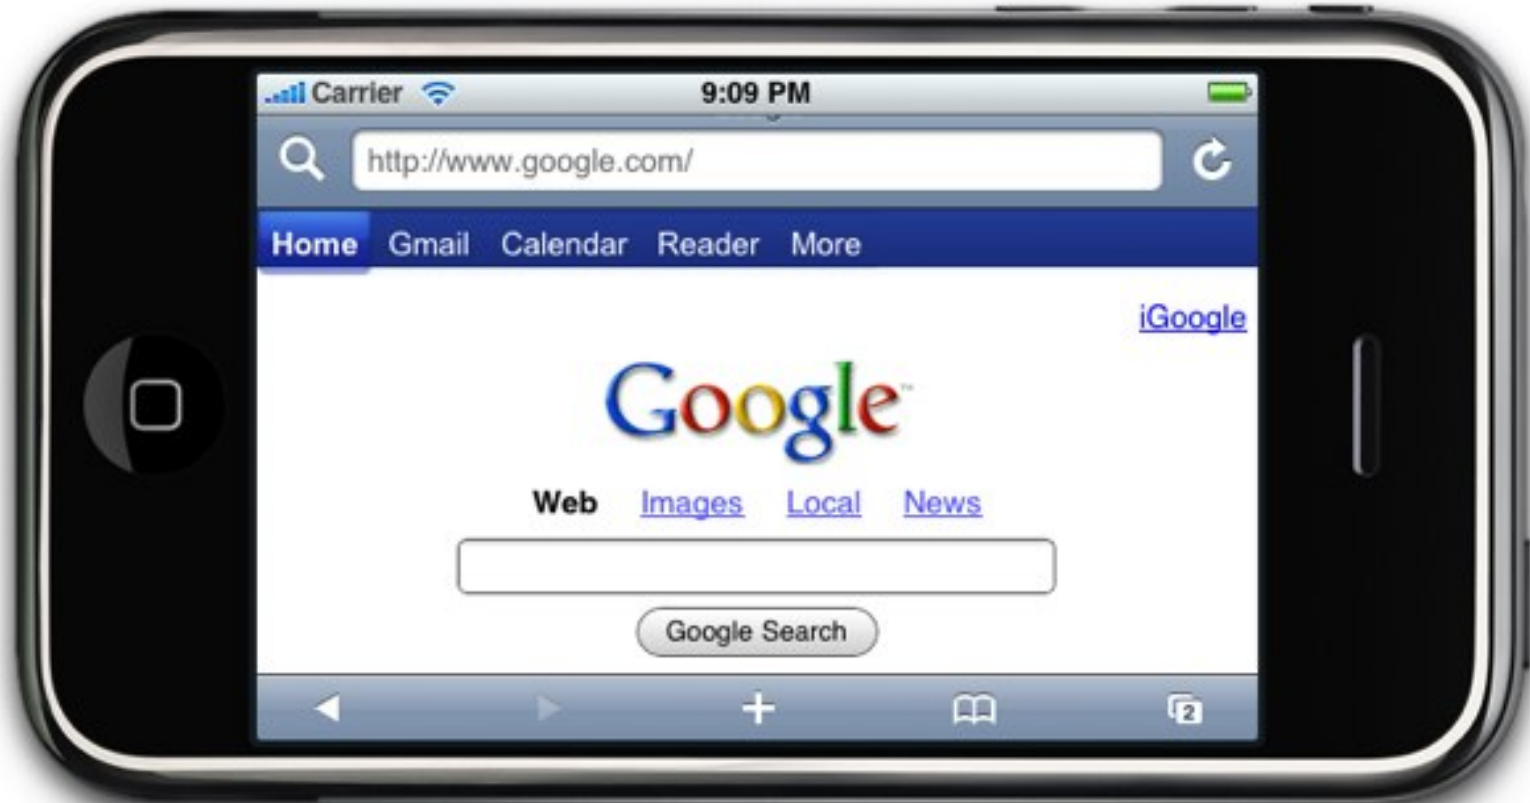 Carrier 9:09 PM
http://www.google.com/
Home Gmail Calendar Reader More
iGoogle
Google™
Web Images Local News
Google Search
2